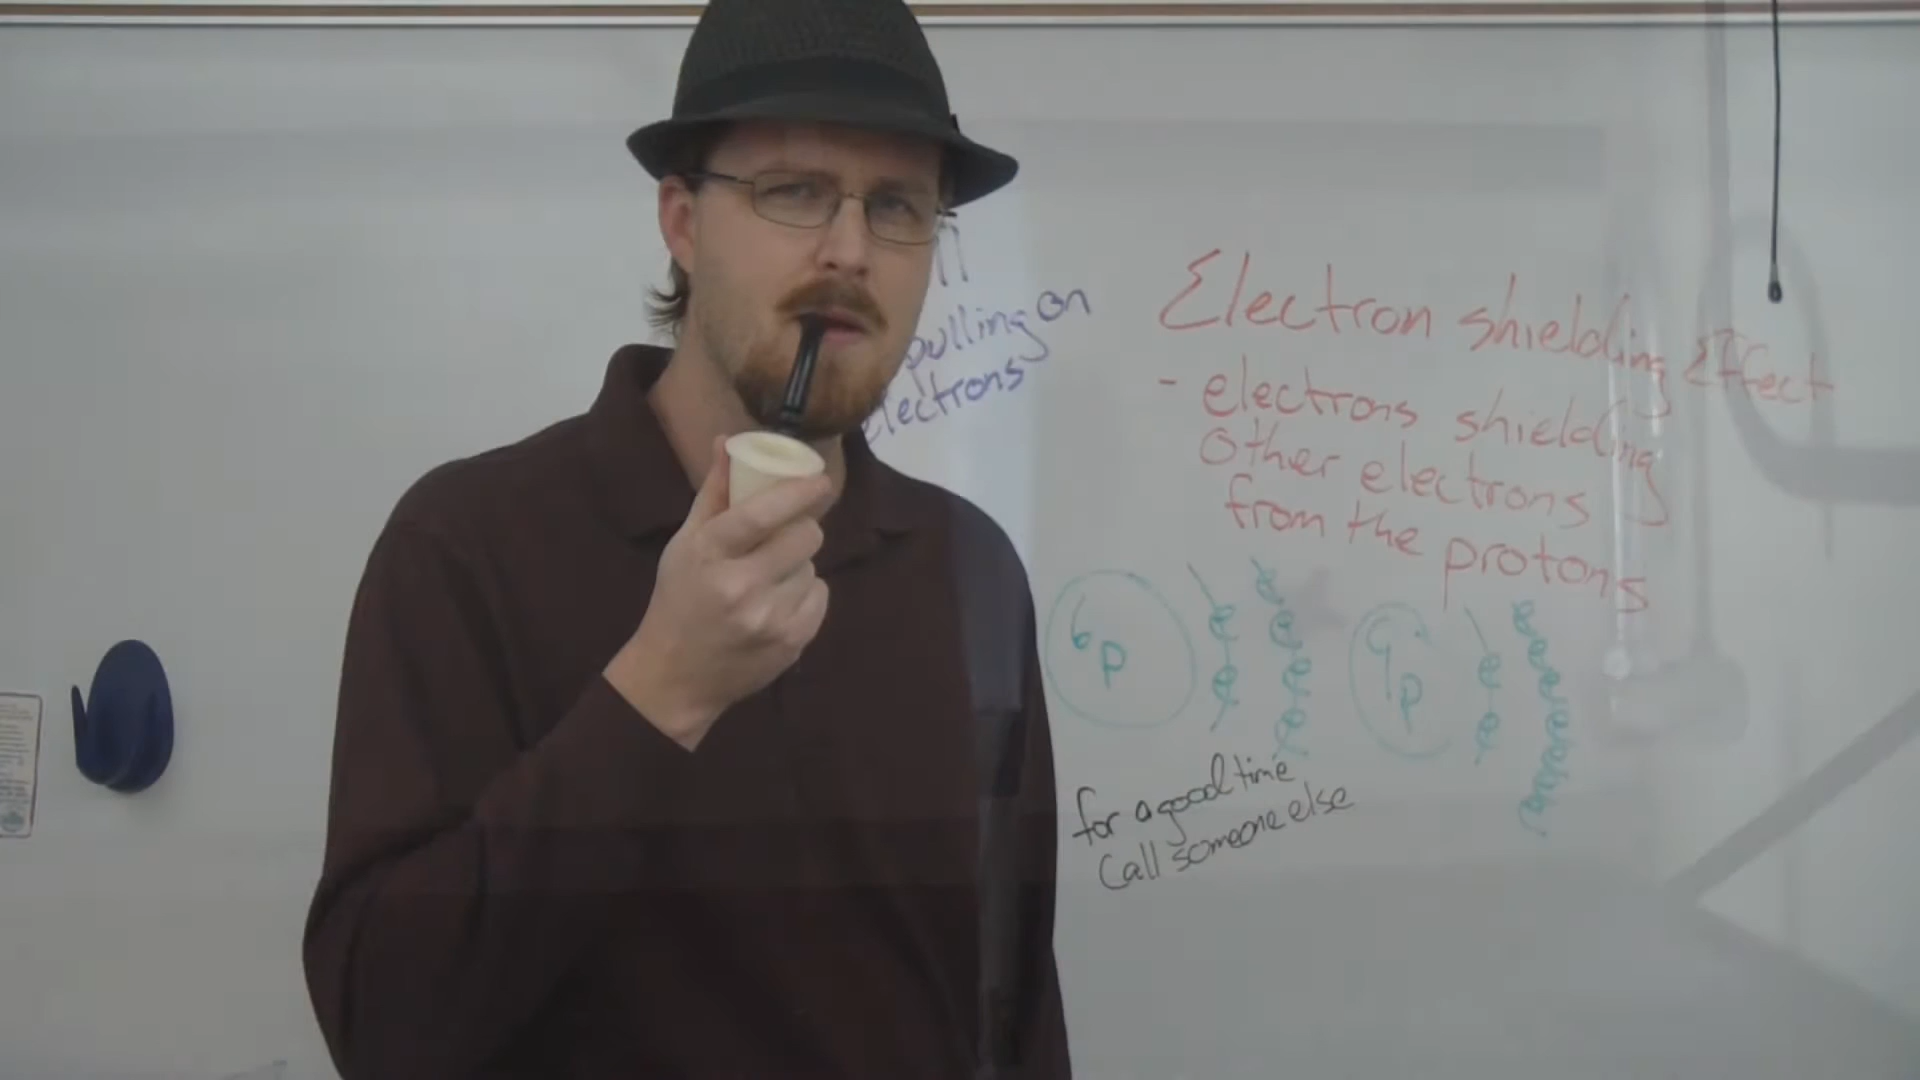 pulling on
electrons
Electron shielding Effect
- electrons shielding
other electrons
from the protons
6p
9p
for a good time
Call someone else